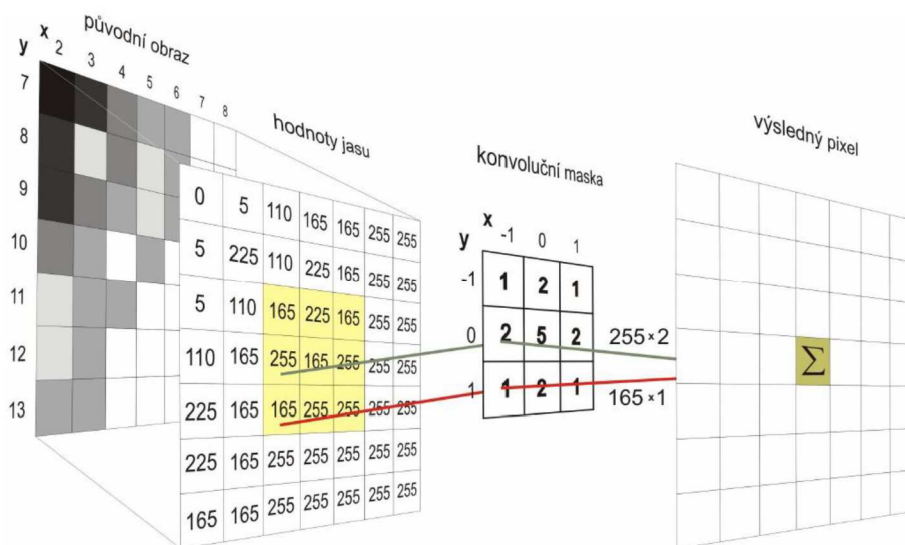 původní obraz
y x 2 3 4 5 6 7 8
7
8
9
10
11
12
13
hodnoty jasu
0 5 110 165 165 255 255
5 225 110 225 165 255 255
5 110 165 225 165 255 255
110 165 255 165 255 255 255
225 165 165 255 255 255 255
225 165 255 255 255 255 255
165 165 255 255 255 255 255
konvoluční maska
x
y -1 0 1
-1 1 2 1
0 2 5 2
1 1 2 1
255×2
165×1
výsledný pixel
Σ